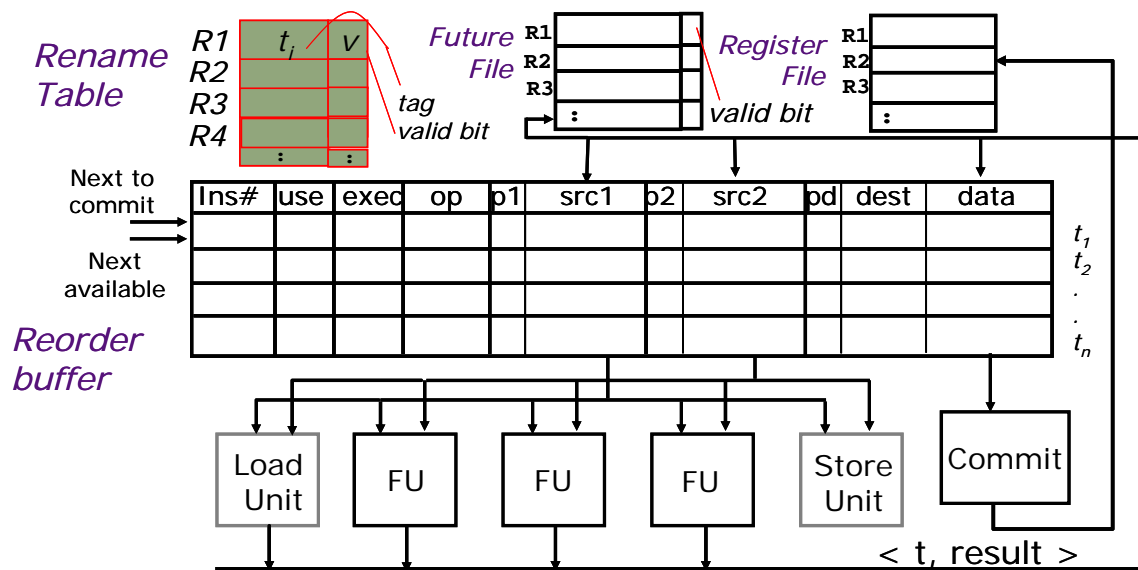 Rename
Table
R1
R2
R3
R4
ti v
: :
tag
valid bit
Future
File
R1
R2
R3
:
valid bit
Register
File
R1
R2
R3
:
Next to
commit
Next
available
Reorder
buffer
Ins# use exec op p1 src1 p2 src2 pd dest data
t1
t2
.
.
tn
Load
Unit
FU
FU
FU
Store
Unit
Commit
< t, result >